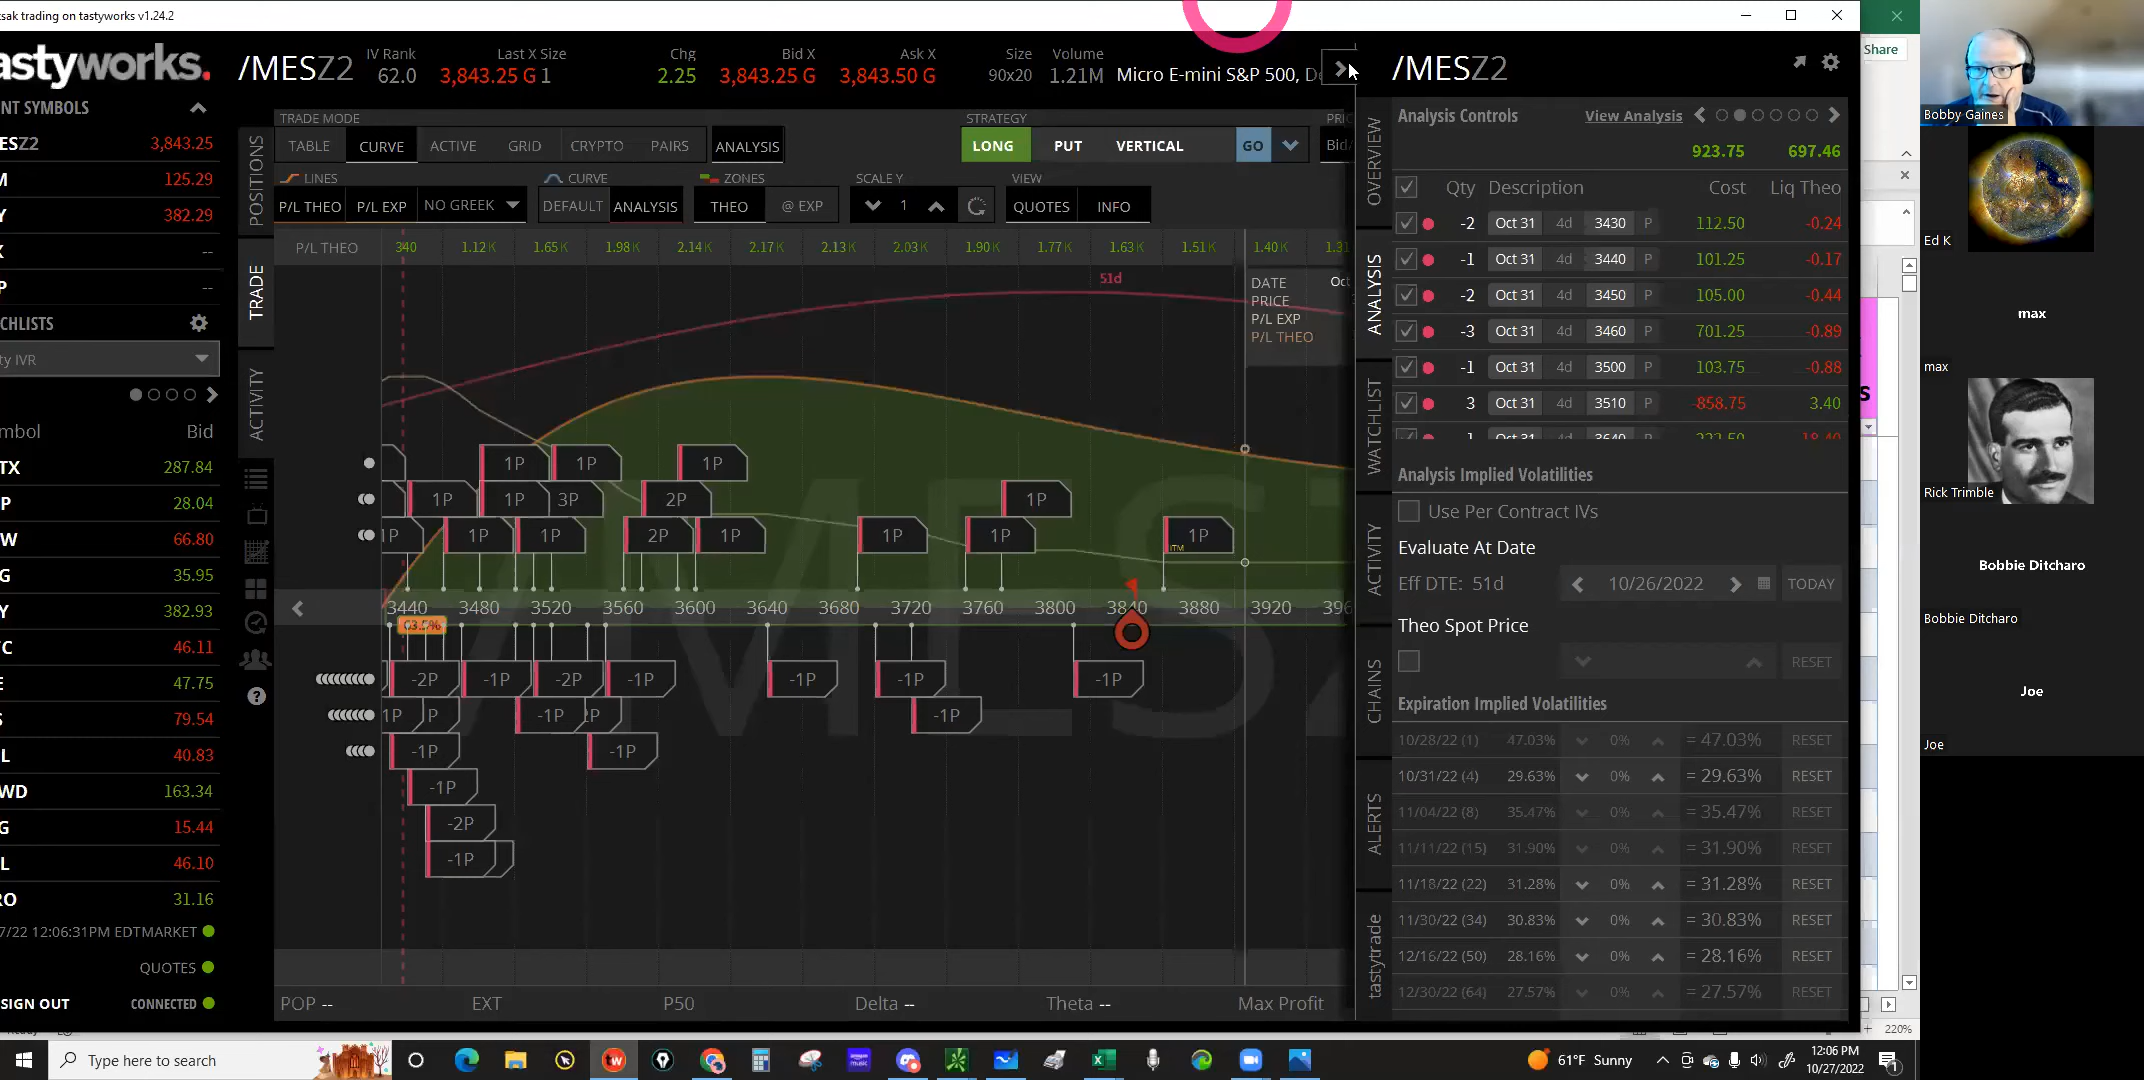 sak trading on tastyworks v1.24.2
astyworks.
/MESZ2
IV Rank
62.0
Last X Size
3,843.25 G 1
Chg
2.25
Bid X
3,843.25 G
Ask X
3,843.50 G
Size
90x20
Volume
1.21M
Micro E-mini S&P 500, De
/MESZ2
Share
NT SYMBOLS
ESZ2 3,843.25
M 125.29
Y 382.29
X --
P --
CHLISTS
ty IVR
mbol Bid
TX 287.84
P 28.04
W 66.80
G 35.95
Y 382.93
C 46.11
E 47.75
S 79.54
L 40.83
WD 163.34
G 15.44
L 46.10
RO 31.16
7/22 12:06:31PM EDT MARKET
QUOTES
SIGN OUT CONNECTED
POSITIONS
TRADE
ACTIVITY
TRADE MODE
TABLE CURVE ACTIVE GRID CRYPTO PAIRS ANALYSIS
STRATEGY
LONG PUT VERTICAL GO
PRIC
Bid/
LINES
P/L THEO P/L EXP NO GREEK
CURVE
DEFAULT ANALYSIS
ZONES
THEO @ EXP
SCALE Y
1
VIEW
QUOTES INFO
P/L THEO 340 1.12K 1.65K 1.98K 2.14K 2.17K 2.13K 2.03K 1.90K 1.77K 1.63K 1.51K 1.40K 1.31
51d
DATE Oct
PRICE
P/L EXP
P/L THEO
1P 1P 1P
1P 1P 3P 2P 1P
1P 1P 1P 2P 1P 1P 1P 1P
ITM
3440 3480 3520 3560 3600 3640 3680 3720 3760 3800 3840 3880 3920 396
63.5%
-2P -1P -2P -1P -1P -1P -1P
1P P -1P P -1P
-1P -1P
-1P
-2P
-1P
POP -- EXT P50 Delta -- Theta -- Max Profit
OVERVIEW
ANALYSIS
WATCHLIST
ACTIVITY
CHAINS
ALERTS
tastytrade
Analysis Controls View Analysis
923.75 697.46
Qty Description Cost Liq Theo
-2 Oct 31 4d 3430 P 112.50 -0.24
-1 Oct 31 4d 3440 P 101.25 -0.17
-2 Oct 31 4d 3450 P 105.00 -0.44
-3 Oct 31 4d 3460 P 701.25 -0.89
-1 Oct 31 4d 3500 P 103.75 -0.88
3 Oct 31 4d 3510 P -858.75 3.40
Oct 31 4d 3640 P
Analysis Implied Volatilities
Use Per Contract IVs
Evaluate At Date
Eff DTE: 51d 10/26/2022 TODAY
Theo Spot Price
RESET
Expiration Implied Volatilities
10/28/22 (1) 47.03% 0% = 47.03% RESET
10/31/22 (4) 29.63% 0% = 29.63% RESET
11/04/22 (8) 35.47% 0% = 35.47% RESET
11/11/22 (15) 31.90% 0% = 31.90% RESET
11/18/22 (22) 31.28% 0% = 31.28% RESET
11/30/22 (34) 30.83% 0% = 30.83% RESET
12/16/22 (50) 28.16% 0% = 28.16% RESET
12/30/22 (64) 27.57% 0% = 27.57% RESET
s
220%
Bobby Gaines
Ed K
max
max
Rick Trimble
Bobbie Ditcharo
Bobbie Ditcharo
Joe
Joe
Type here to search
61°F Sunny
12:06 PM
10/27/2022
1